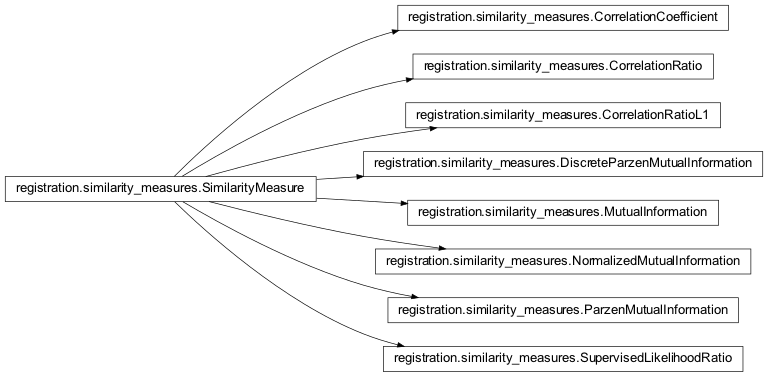 registration.similarity_measures.CorrelationCoefficient
registration.similarity_measures.CorrelationRatio
registration.similarity_measures.CorrelationRatioL1
registration.similarity_measures.DiscreteParzenMutualInformation
registration.similarity_measures.SimilarityMeasure
registration.similarity_measures.MutualInformation
registration.similarity_measures.NormalizedMutualInformation
registration.similarity_measures.ParzenMutualInformation
registration.similarity_measures.SupervisedLikelihoodRatio